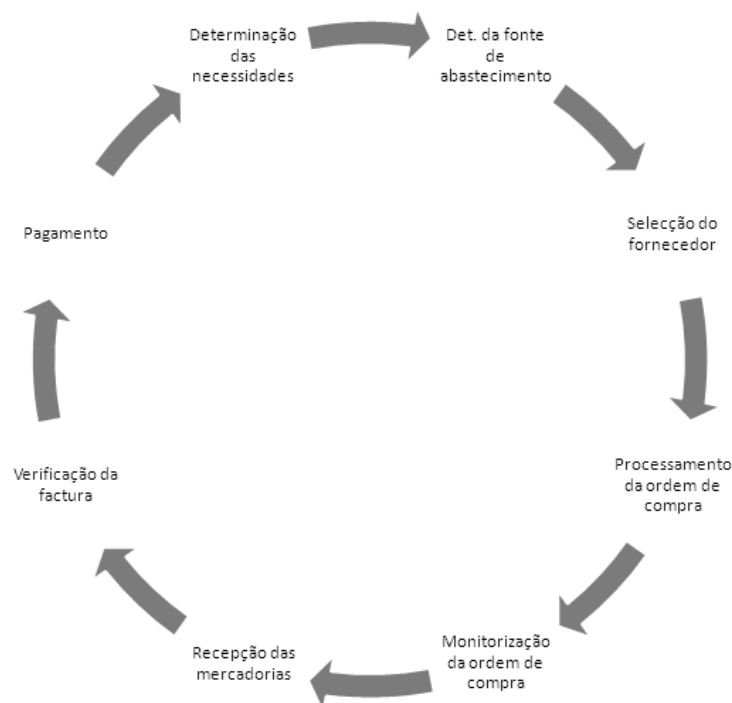 Determinação
das
necessidades
Det. da fonte
de
abastecimento
Selecção do
fornecedor
Processamento
da ordem de
compra
Monitorização
da ordem de
compra
Recepção das
mercadorias
Verificação da
factura
Pagamento